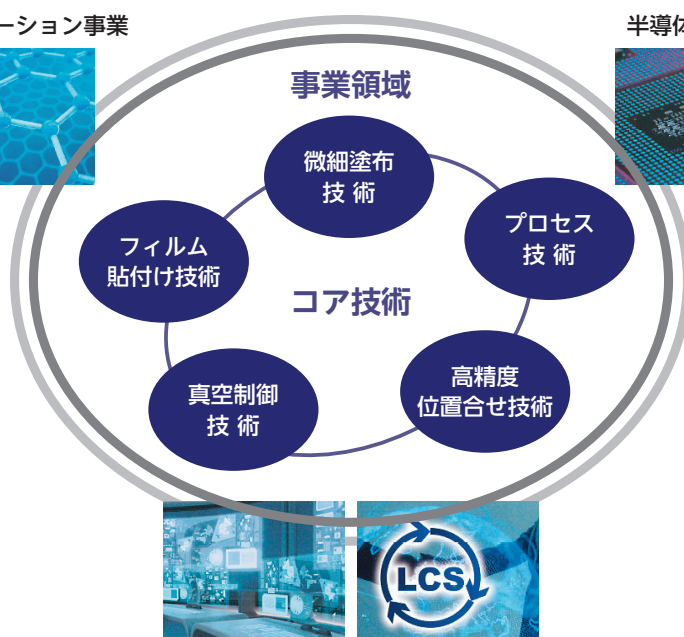 ーション事業
半導体
事業領域
微細塗布
技 術
プロセス
技 術
フィルム
貼付け技術
コア技術
高精度
位置合せ技術
真空制御
技 術
LCS